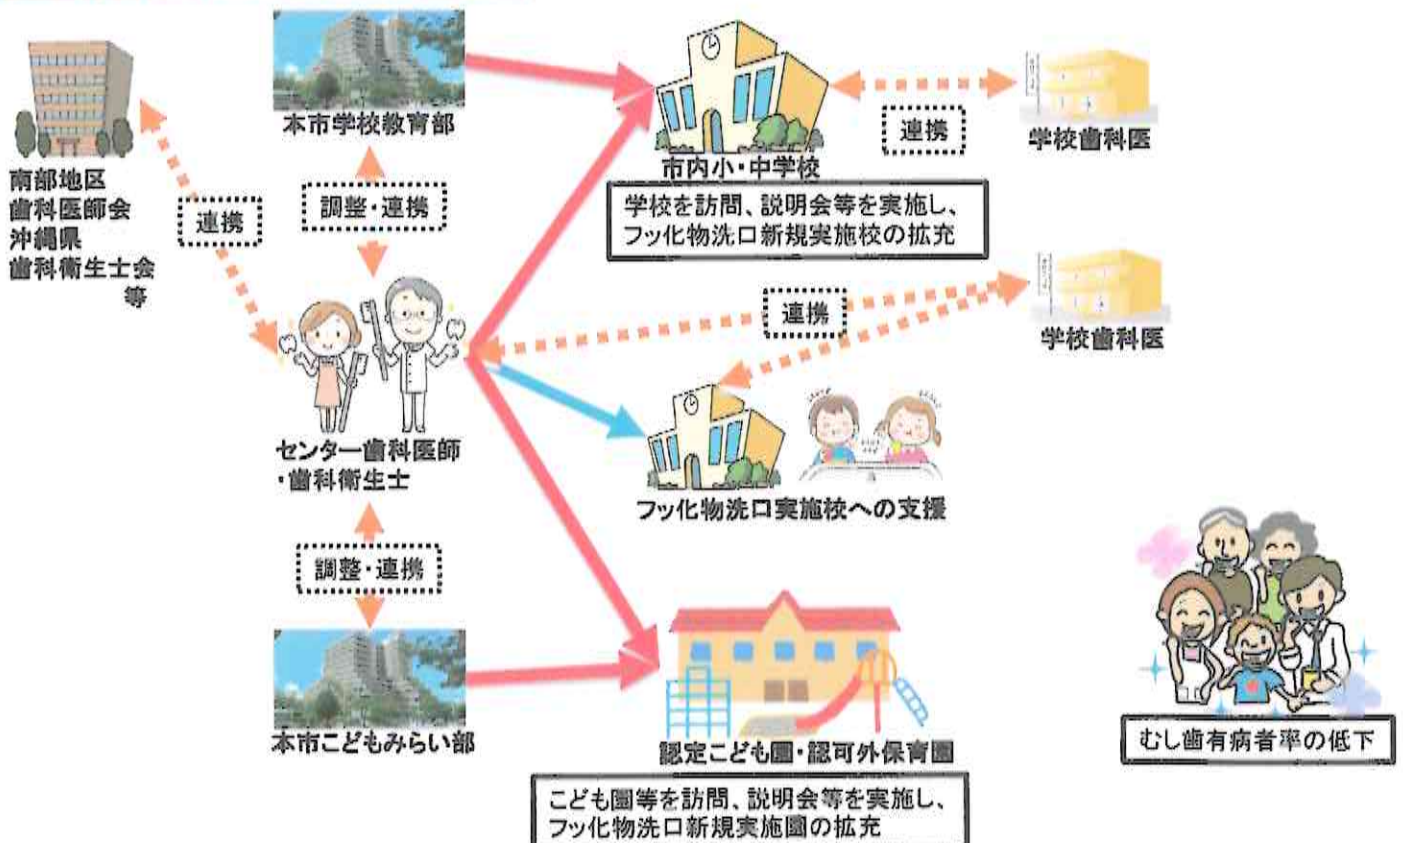 本市学校教育部
南部地区
歯科医師会
沖縄県
歯科衛生士会
等
連携
調整・連携
市内小・中学校
学校を訪問、説明会等を実施し、
フッ化物洗口新規実施校の拡充
連携
学校歯科医
連携
学校歯科医
センター歯科医師
・歯科衛生士
フッ化物洗口実施校への支援
調整・連携
本市こどもみらい部
認定こども園・認可外保育園
こども園等を訪問、説明会等を実施し、
フッ化物洗口新規実施園の拡充
むし歯有病者率の低下